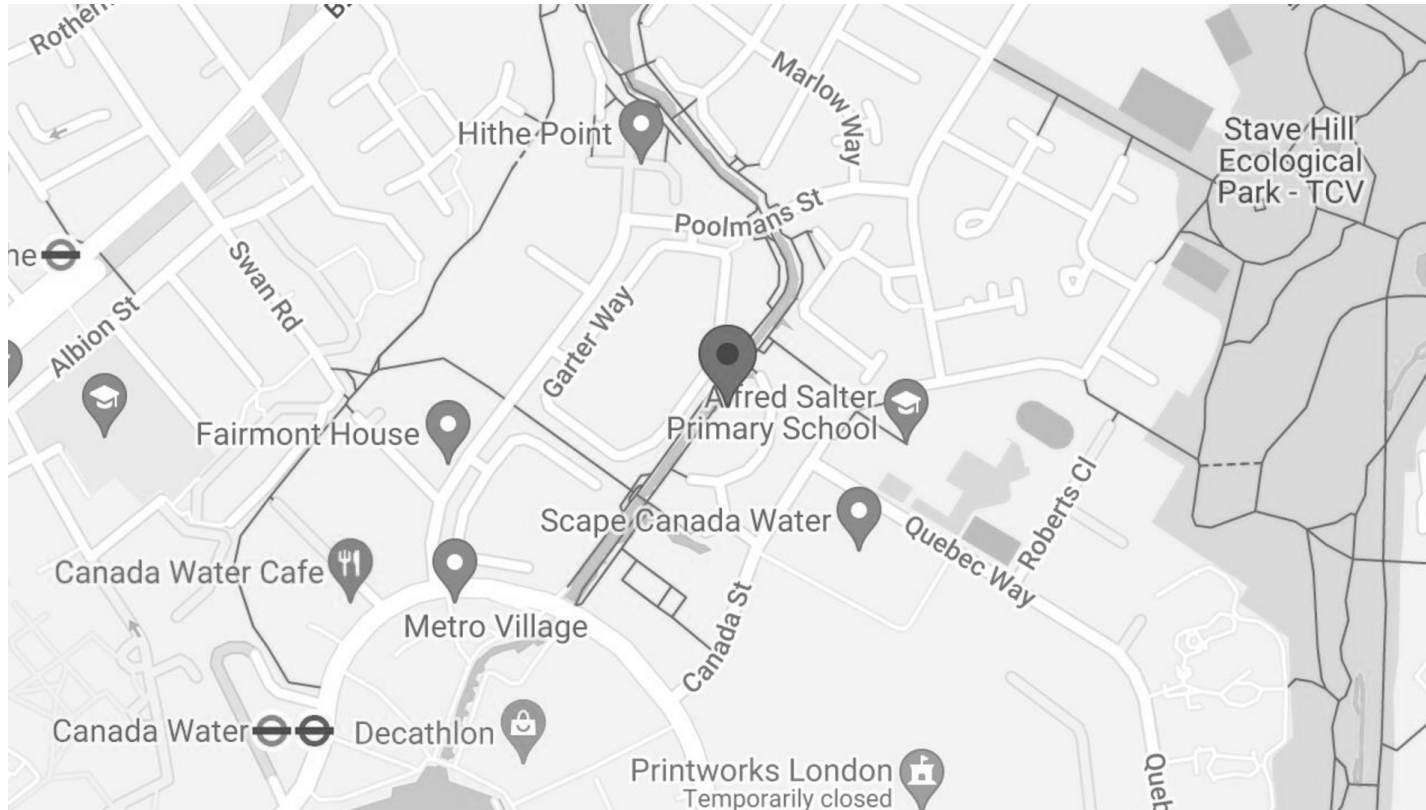 Marlow
Way
Hithe Point
Stave Hill
Ecological
Park - TCV
Poolmans St
Swan Rd
Albion St
Garter Way
Alfred Salter
Primary School
Fairmont House
Roberts Cl
Scape Canada Water
Quebec Way
Canada Water Cafe
Metro Village
Canada St
Canada Water
Decathlon
Printworks London
Temporarily closed